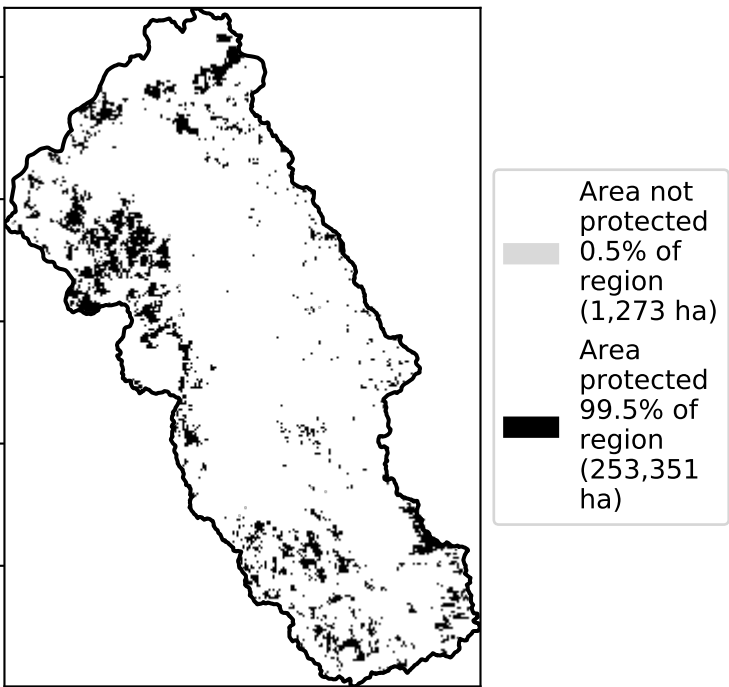 Area not
protected
0.5% of
region
(1,273 ha)
Area
protected
99.5% of
region
(253,351
ha)